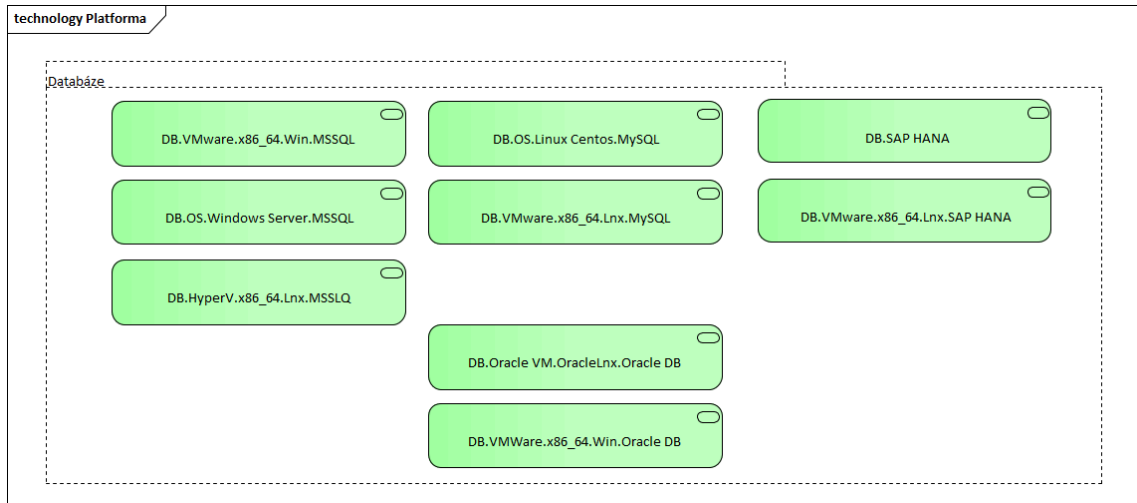 technology Platforma
Databáze
DB.VMware.x86_64.Win.MSSQL
DB.OS.Linux Centos.MySQL
DB.SAP HANA
DB.OS.Windows Server.MSSQL
DB.VMware.x86_64.Lnx.MySQL
DB.VMware.x86_64.Lnx.SAP HANA
DB.HyperV.x86_64.Lnx.MSSLQ
DB.Oracle VM.OracleLnx.Oracle DB
DB.VMWare.x86_64.Win.Oracle DB